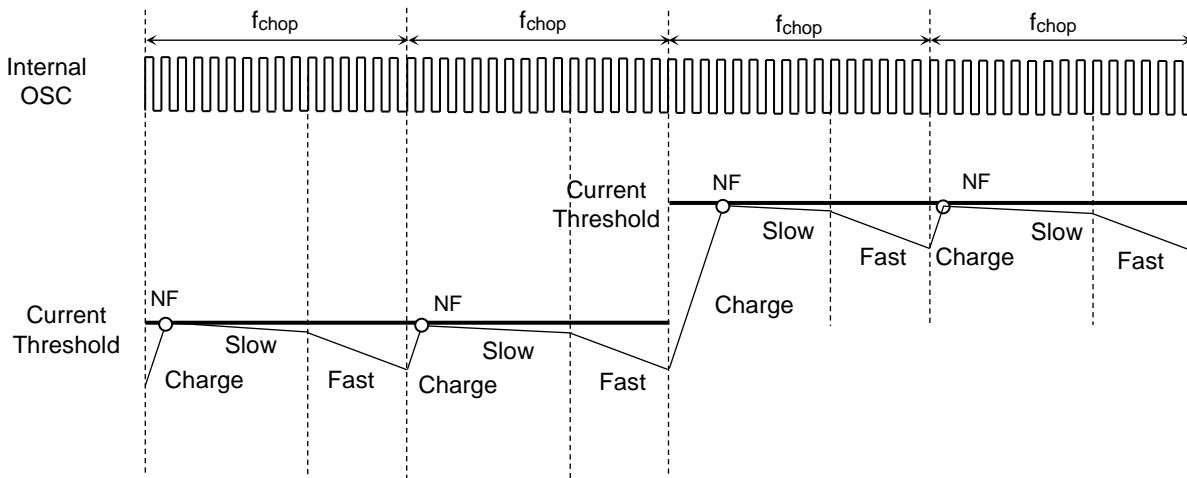 fchop fchop fchop fchop
Internal
OSC
Current
Threshold
NF NF
Slow Slow
Fast Charge Fast
Charge
Current
Threshold
NF NF
Slow Slow
Charge Fast Charge Fast